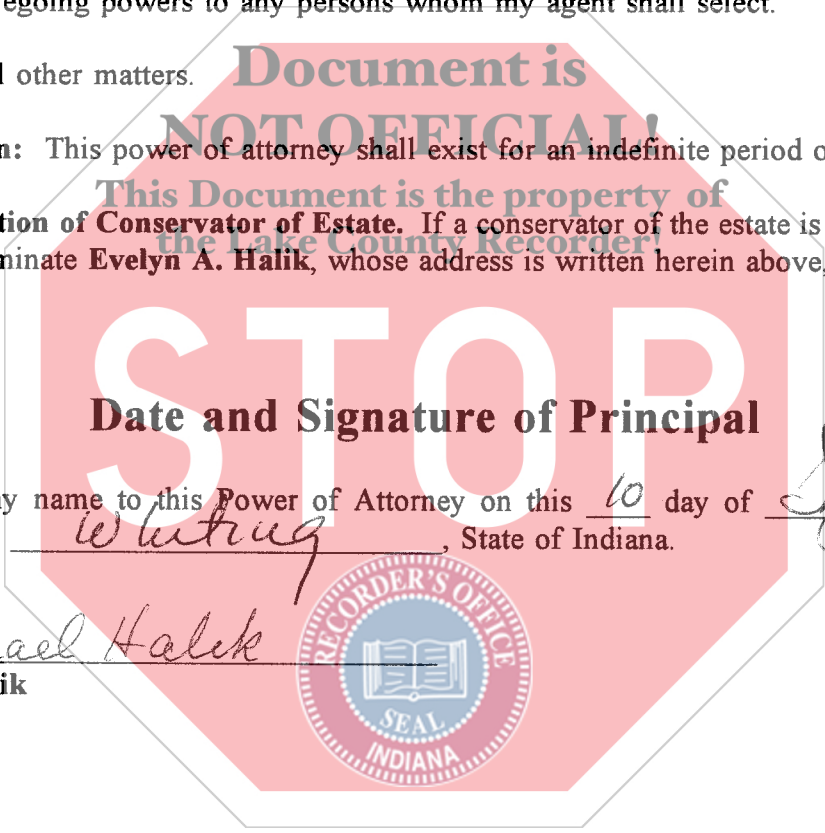 egoing powers to any persons whom my agent shall select.
Document is
other matters.
NOT OFFICIAL!
n: This power of attorney shall exist for an indefinite period o
This Document is the property of
tion of Conservator of Estate. If a conservator of the estate is
the Lake County Recorder!
minate Evelyn A. Halik, whose address is written herein above,
STOP
Date and Signature of Principal
y name to this Power of Attorney on this 10 day of
Whiting, State of Indiana.
RECORDER'S OFFICE
ael Halik
ik
SEAL
INDIANA